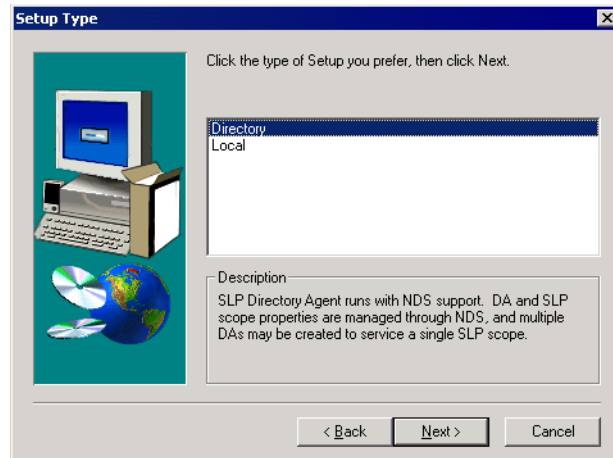 Setup Type
Click the type of Setup you prefer, then click Next.
Directory
Local
Description
SLP Directory Agent runs with NDS support. DA and SLP
scope properties are managed through NDS, and multiple
DAs may be created to service a single SLP scope.
< Back
Next >
Cancel